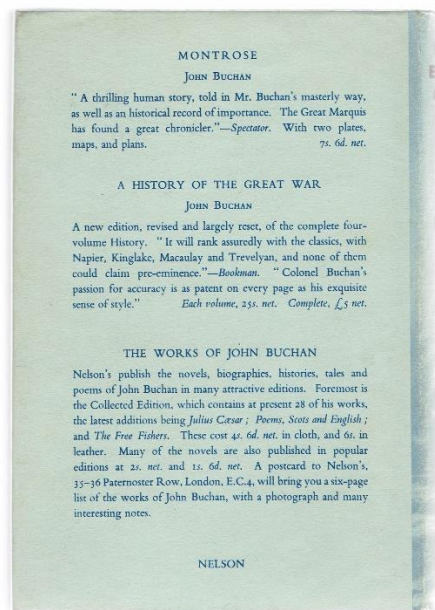 MONTROSE
JOHN BUCHAN
" A thrilling human story, told in Mr. Buchan's masterly way,
as well as an historical record of importance. The Great Marquis
has found a great chronicler."—Spectator. With two plates,
maps, and plans. 7s. 6d. net.
A HISTORY OF THE GREAT WAR
JOHN BUCHAN
A new edition, revised and largely reset, of the complete four-
volume History. " It will rank assuredly with the classics, with
Napier, Kinglake, Macaulay and Trevelyan, and none of them
could claim pre-eminence."—Bookman. " Colonel Buchan's
passion for accuracy is as patent on every page as his exquisite
sense of style." Each volume, 25s. net. Complete, £5 net.
THE WORKS OF JOHN BUCHAN
Nelson's publish the novels, biographies, histories, tales and
poems of John Buchan in many attractive editions. Foremost is
the Collected Edition, which contains at present 28 of his works,
the latest additions being Julius Cæsar ; Poems, Scots and English ;
and The Free Fishers. These cost 4s. 6d. net. in cloth, and 6s. in
leather. Many of the novels are also published in popular
editions at 2s. net. and 1s. 6d. net. A postcard to Nelson's,
35-36 Paternoster Row, London, E.C.4, will bring you a six-page
list of the works of John Buchan, with a photograph and many
interesting notes.
NELSON